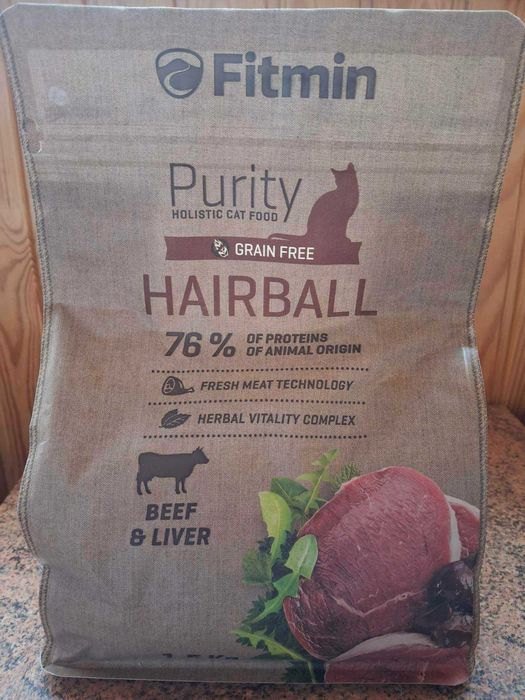 Fitmin
Purity
HOLISTIC CAT FOOD
GRAIN FREE
HAIRBALL
76 % OF PROTEINS
OF ANIMAL ORIGIN
FRESH MEAT TECHNOLOGY
HERBAL VITALITY COMPLEX
BEEF
& LIVER